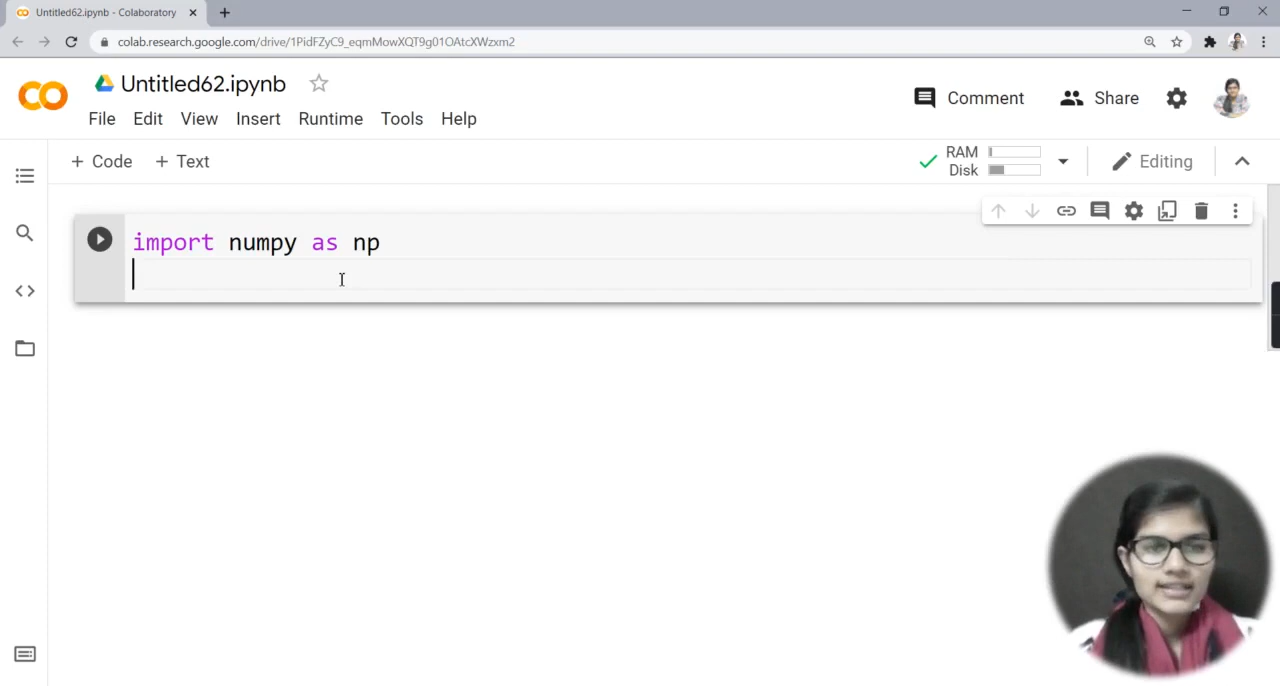 Untitled62.ipynb - Colaboratory
colab.research.google.com/drive/1PidFZyC9_eqmMowXQT9g01OAtcXWzxm2
Untitled62.ipynb
Comment
Share
File Edit View Insert Runtime Tools Help
+ Code + Text
RAM
Disk
Editing
import numpy as np